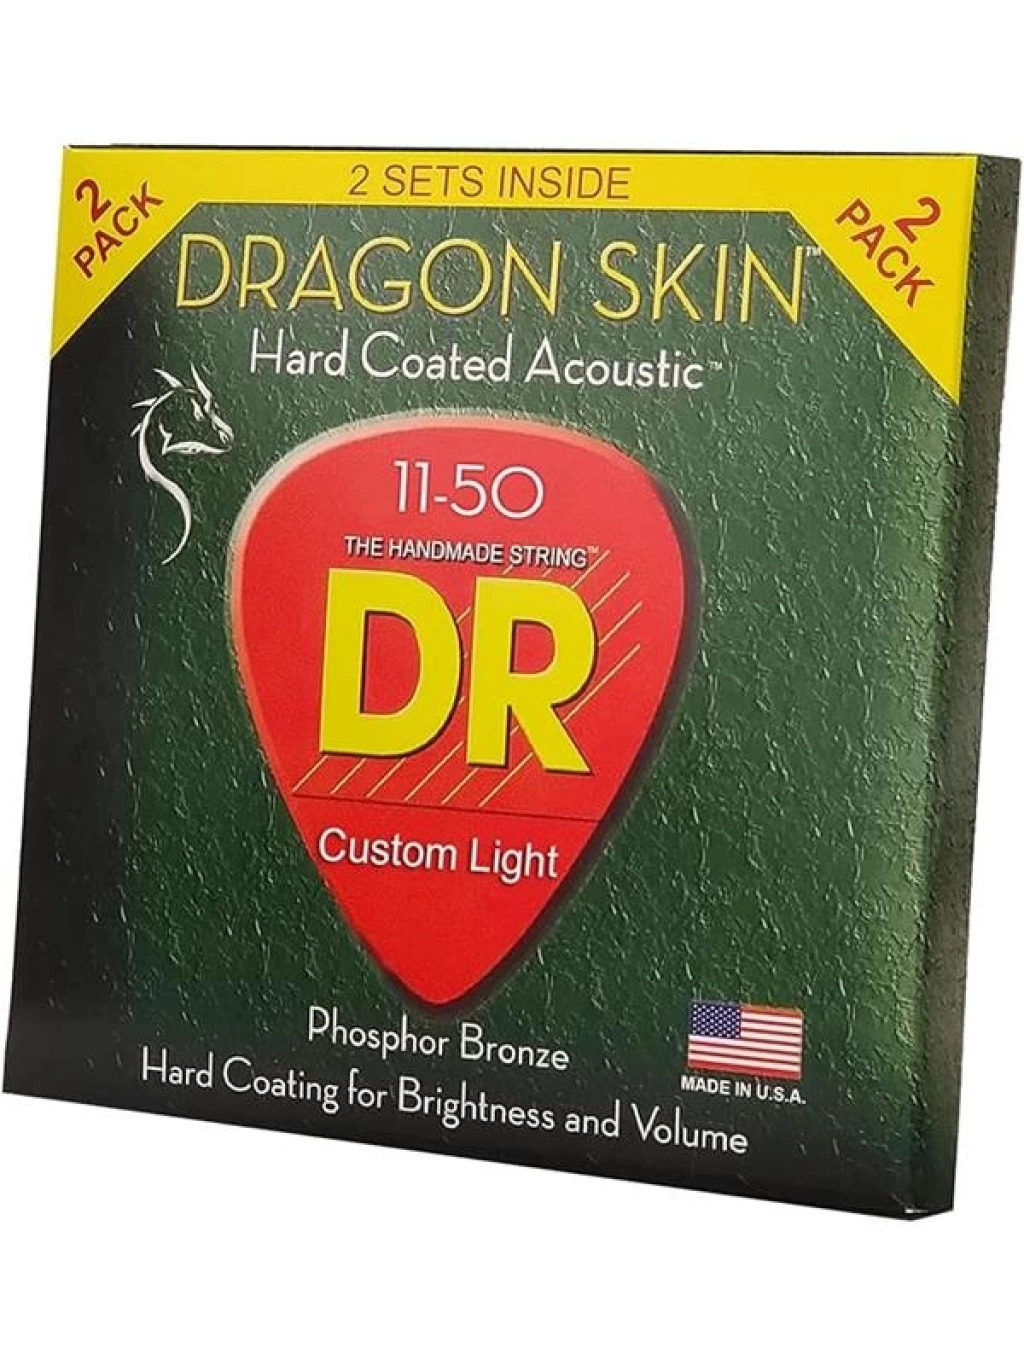 2 SETS INSIDE
2
PACK
2
PACK
DRAGON SKIN™
Hard Coated Acoustic™
11-50
THE HANDMADE STRING™
DR
Custom Light
Phosphor Bronze
Hard Coating for Brightness and Volume
MADE IN U.S.A.